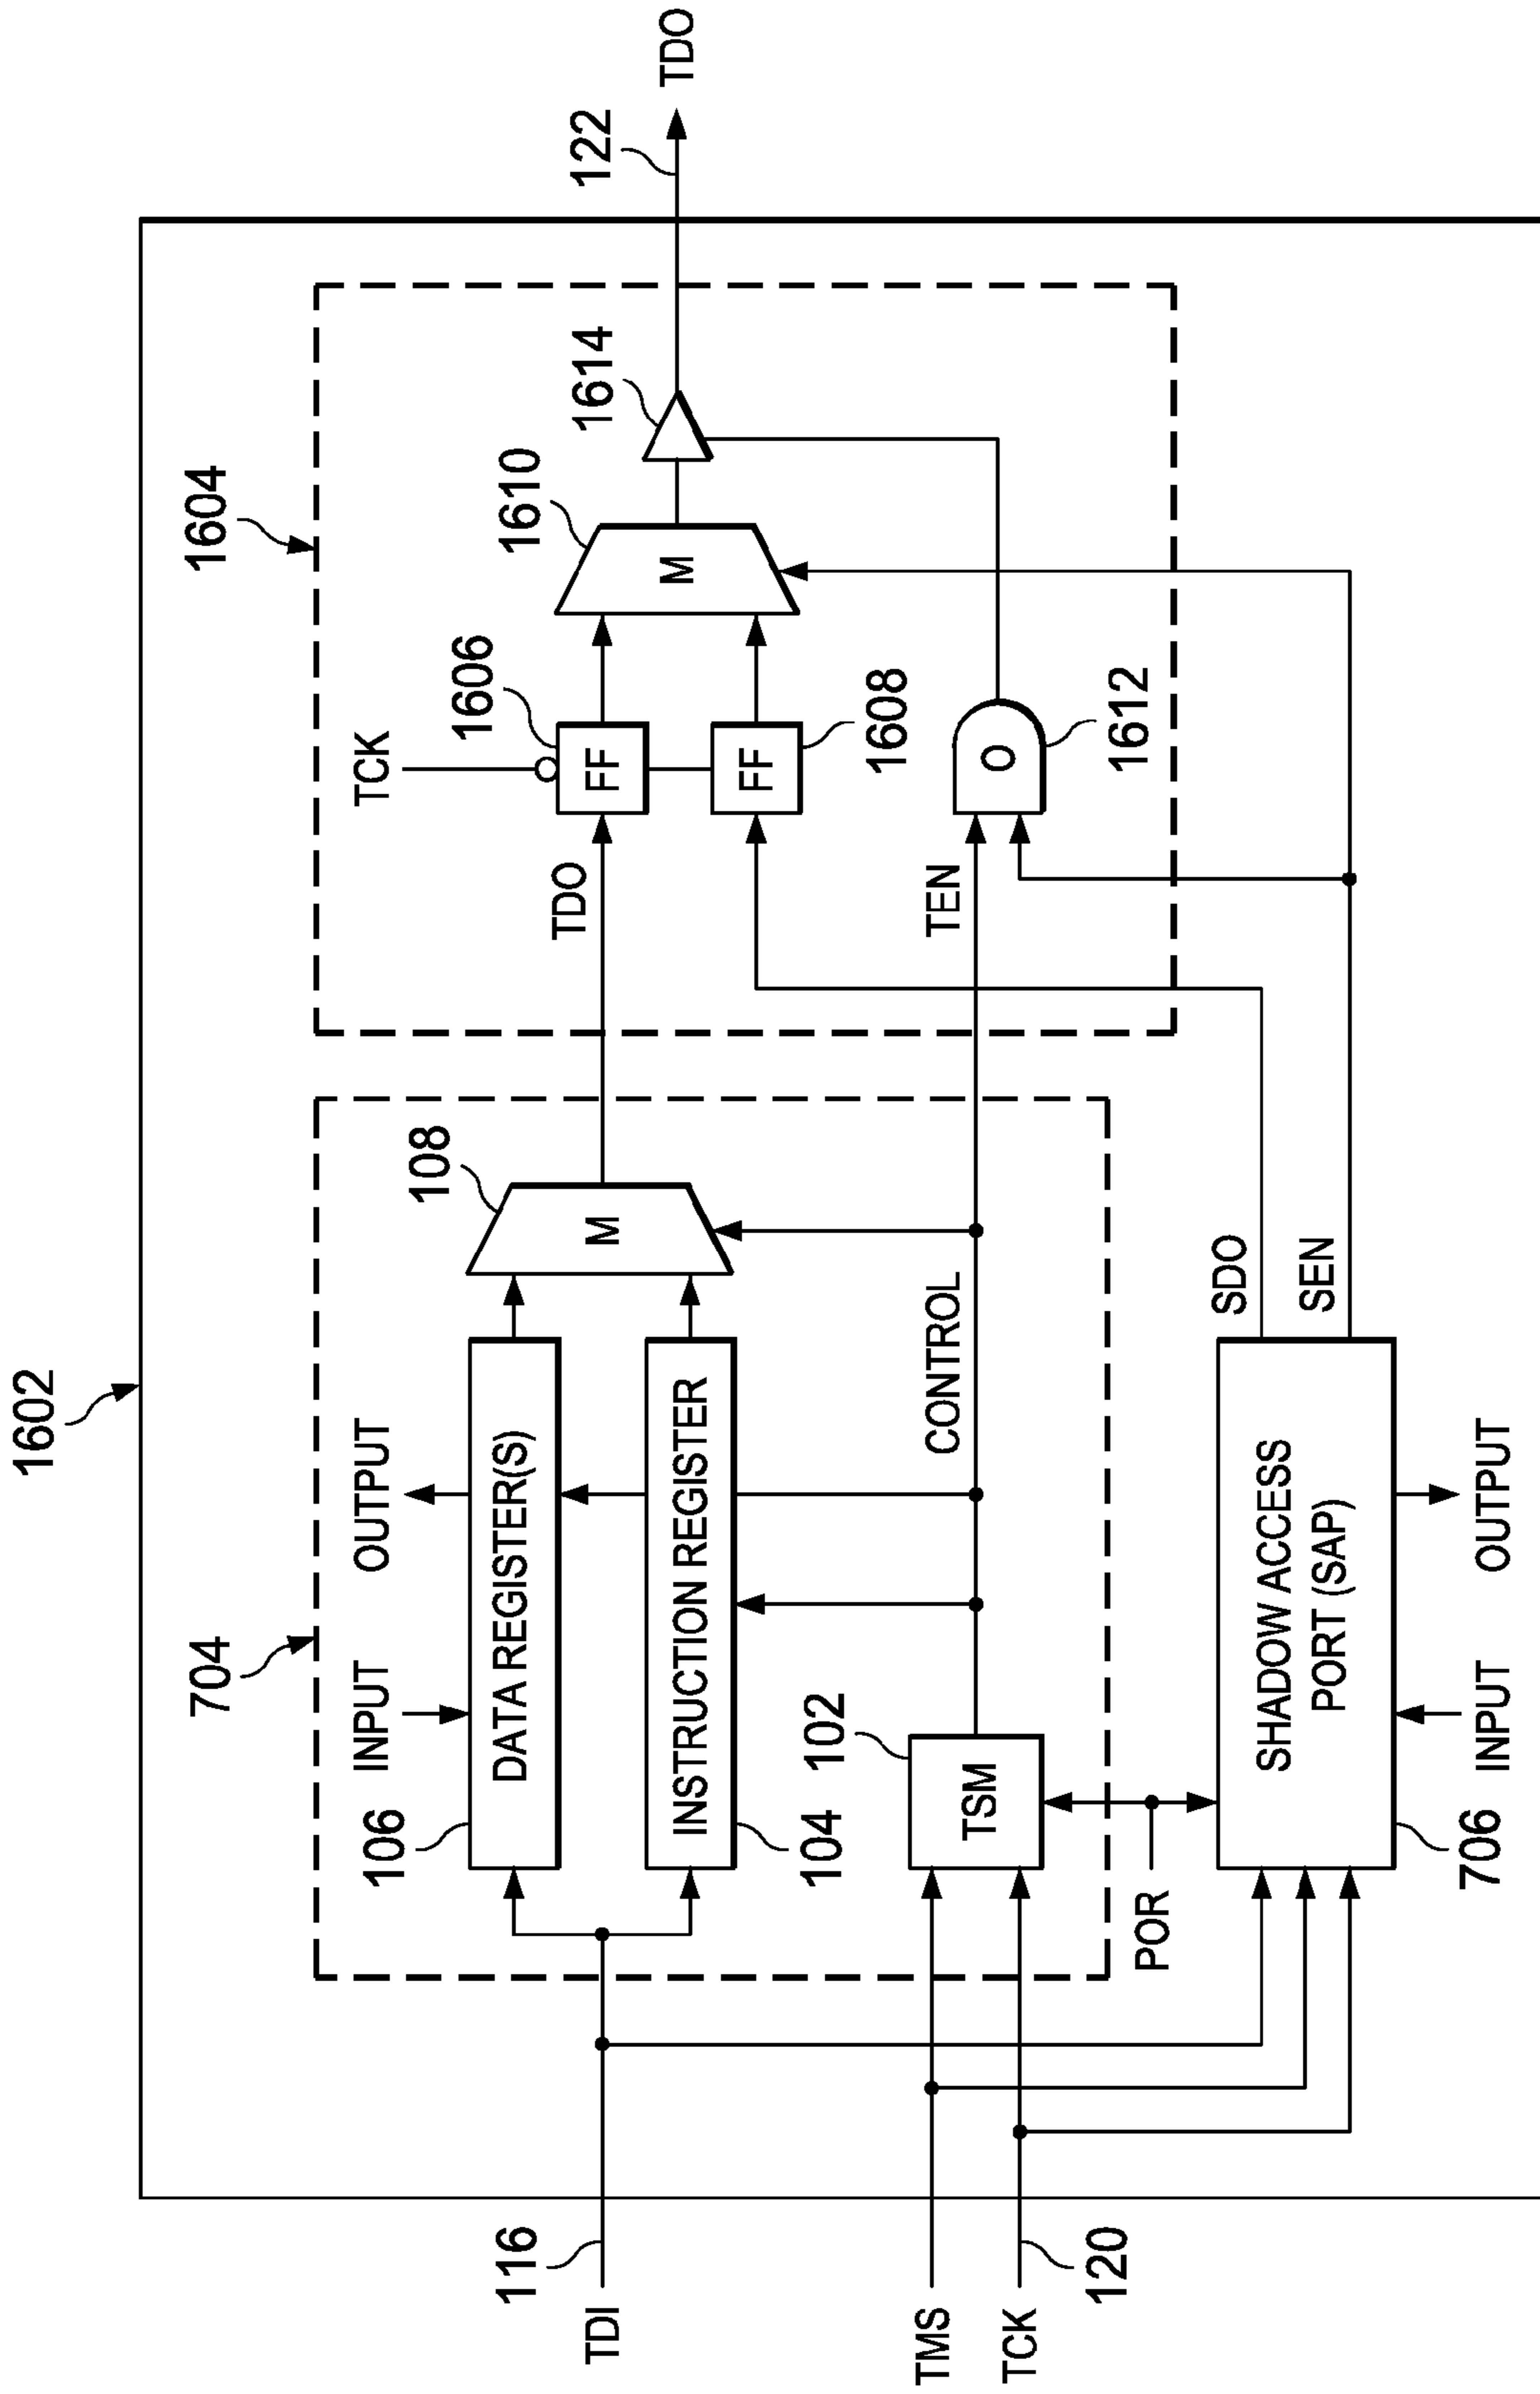 1602
704
1604
122
TDO
INPUT
OUTPUT
106
DATA REGISTER(S)
108
M
TCK
1606
FF
1610
M
1614
116
TDI
104
INSTRUCTION REGISTER
TDO
FF
1608
102
TSM
CONTROL
TEN
O
1612
TMS
TCK
120
POR
SHADOW ACCESS
PORT (SAP)
SDO
SEN
706
INPUT
OUTPUT